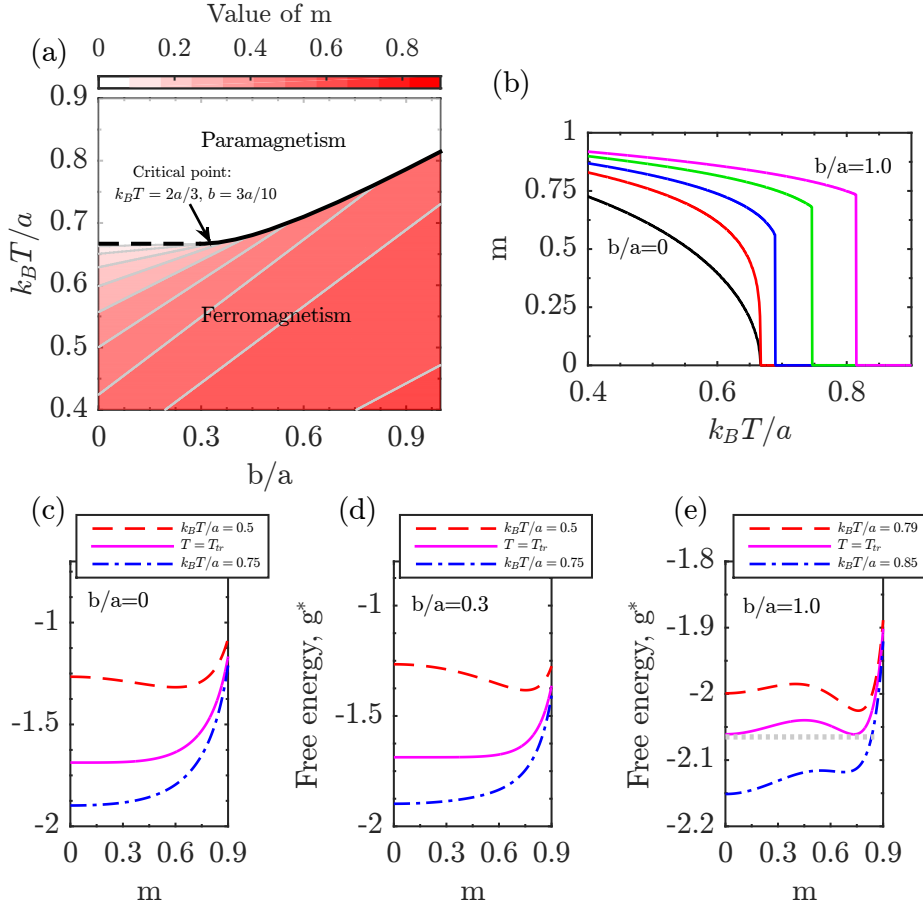 Value of m
(a)
0 0.2 0.4 0.6 0.8
0.9
0.8
0.7
0.6
0.5
0.4
k_BT/a
Paramagnetism
Critical point:
k_BT = 2a/3, b = 3a/10
Ferromagnetism
0 0.3 0.6 0.9
b/a
(b)
1
0.75
0.5
0.25
0
m
b/a=1.0
b/a=0
0.4 0.6 0.8
k_BT/a
(c)
k_BT/a = 0.5
T = T_tr
k_BT/a = 0.75
b/a=0
-1
-1.5
-2
0 0.3 0.6 0.9
m
(d)
k_BT/a = 0.5
T = T_tr
k_BT/a = 0.75
b/a=0.3
Free energy, g*
-1
-1.5
-2
0 0.3 0.6 0.9
m
(e)
k_BT/a = 0.79
T = T_tr
k_BT/a = 0.85
b/a=1.0
Free energy, g*
-1.8
-1.9
-2
-2.1
-2.2
0 0.3 0.6 0.9
m